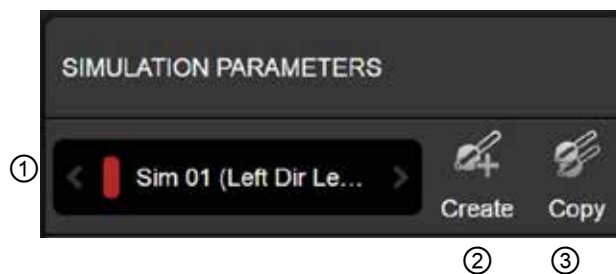 SIMULATION PARAMETERS
① Sim 01 (Left Dir Le...
Create Copy
② ③